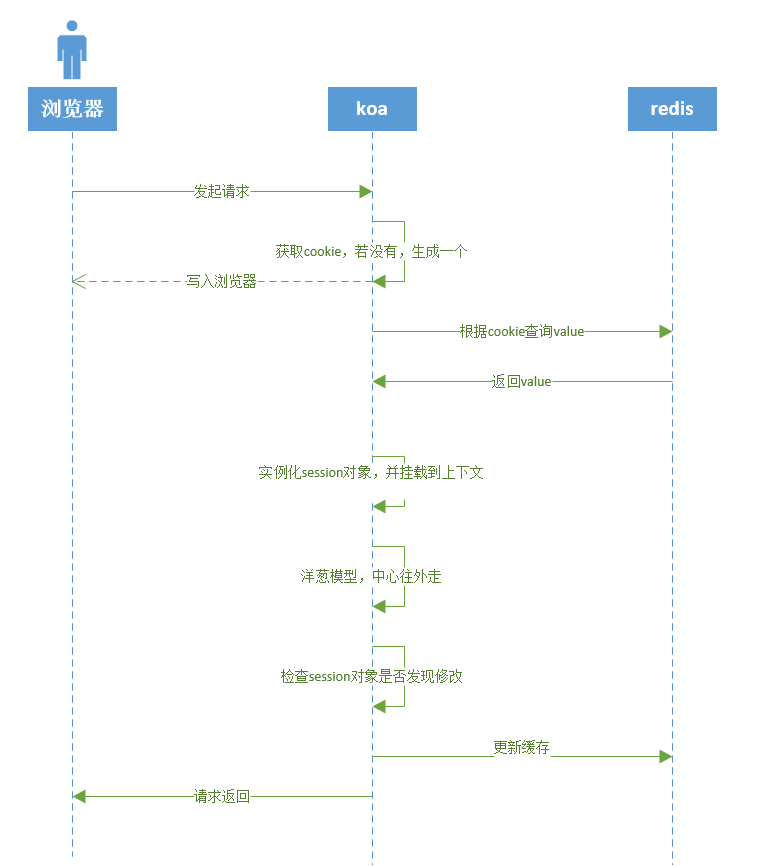 浏览器
koa
redis
发起请求
获取cookie，若没有，生成一个
写入浏览器
根据cookie查询value
返回value
实例化session对象，并挂载到上下文
洋葱模型，中心往外走
检查session对象是否发现修改
更新缓存
请求返回